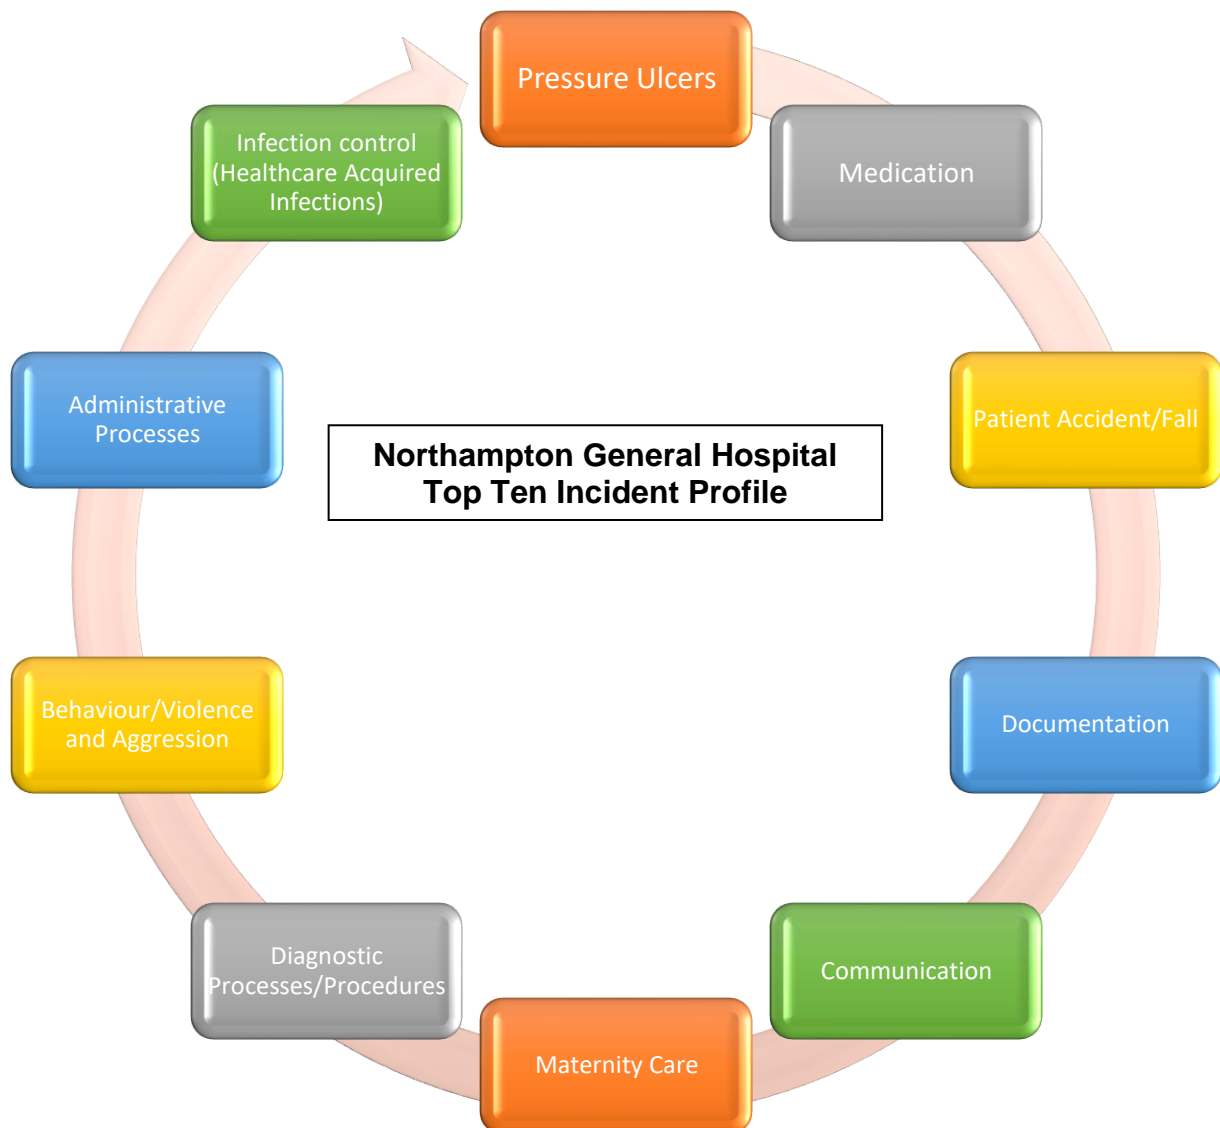 Pressure Ulcers
Medication
Patient Accident/Fall
Documentation
Communication
Maternity Care
Diagnostic
Processes/Procedures
Behaviour/Violence
and Aggression
Administrative
Processes
Infection control
(Healthcare Acquired
Infections)
Northampton General Hospital
Top Ten Incident Profile